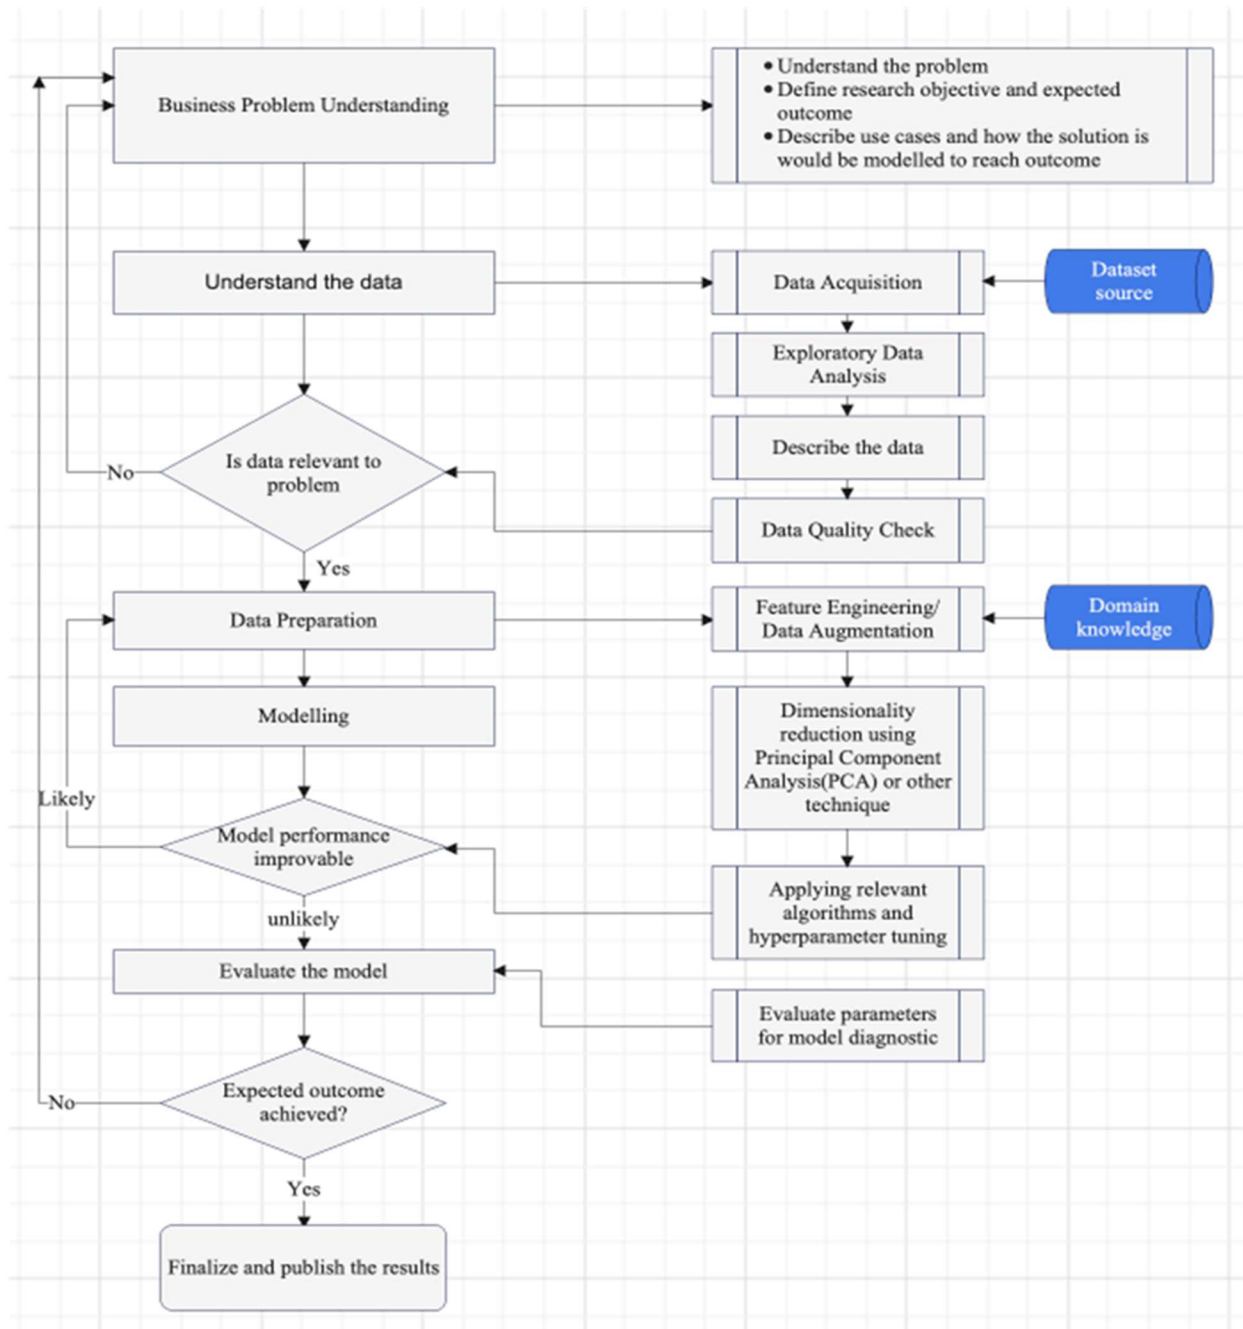 Business Problem Understanding
• Understand the problem
• Define research objective and expected
outcome
• Describe use cases and how the solution is
would be modelled to reach outcome
Understand the data
Data Acquisition
Dataset
source
Exploratory Data
Analysis
Describe the data
Is data relevant to
problem
No
Data Quality Check
Yes
Data Preparation
Feature Engineering/
Data Augmentation
Domain
knowledge
Modelling
Dimensionality
reduction using
Principal Component
Analysis(PCA) or other
technique
Likely
Model performance
improvable
Applying relevant
algorithms and
hyperparameter tuning
unlikely
Evaluate the model
Evaluate parameters
for model diagnostic
Expected outcome
achieved?
No
Yes
Finalize and publish the results